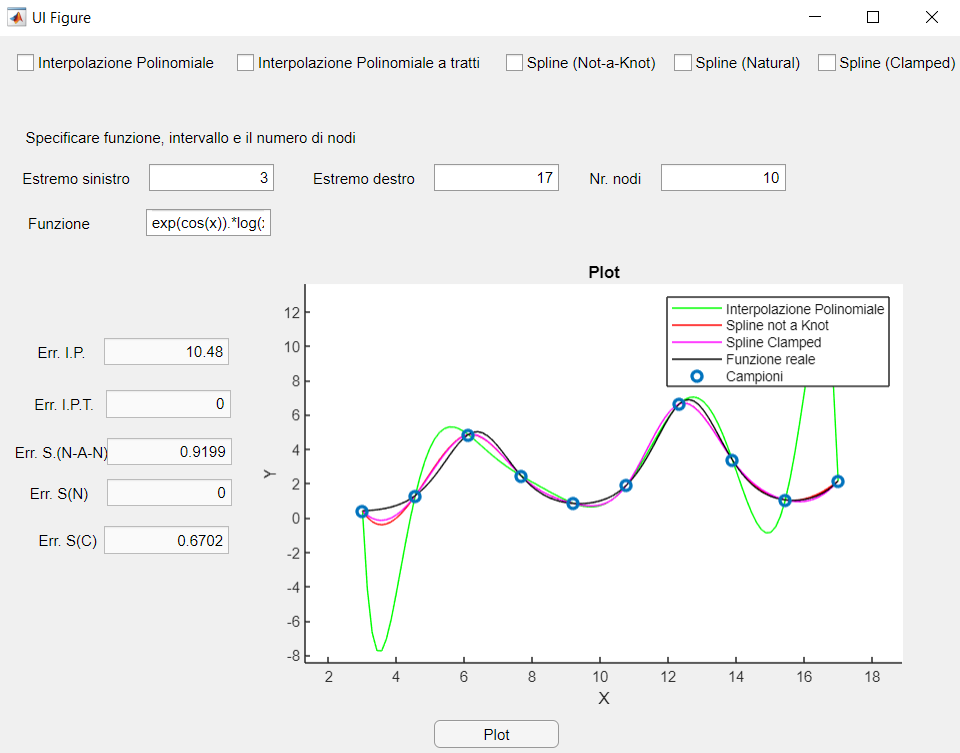 UI Figure
Interpolazione Polinomiale Interpolazione Polinomiale a tratti Spline (Not-a-Knot) Spline (Natural) Spline (Clamped)
Specificare funzione, intervallo e il numero di nodi
Estremo sinistro 3 Estremo destro 17 Nr. nodi 10
Funzione exp(cos(x)).*log(
Plot
Interpolazione Polinomiale
Spline not a Knot
Spline Clamped
Funzione reale
Campioni
Err. I.P. 10.48
Err. I.P.T. 0
Err. S.(N-A-N) 0.9199
Err. S(N) 0
Err. S(C) 0.6702
12
10
8
6
4
2
0
-2
-4
-6
-8
Y
2 4 6 8 10 12 14 16 18
X
Plot